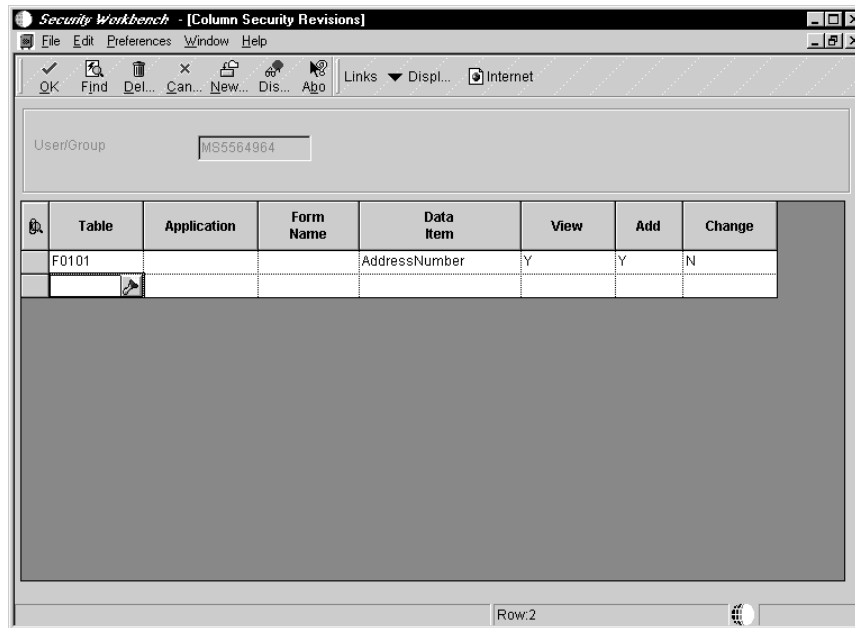 Security Workbench - [Column Security Revisions]
File Edit Preferences Window Help
OK Find Del... Can... New... Dis... Abo Links Displ... Internet
User/Group MS5564964
Table Application Form Name Data Item View Add Change
F0101 AddressNumber Y Y N
Row:2